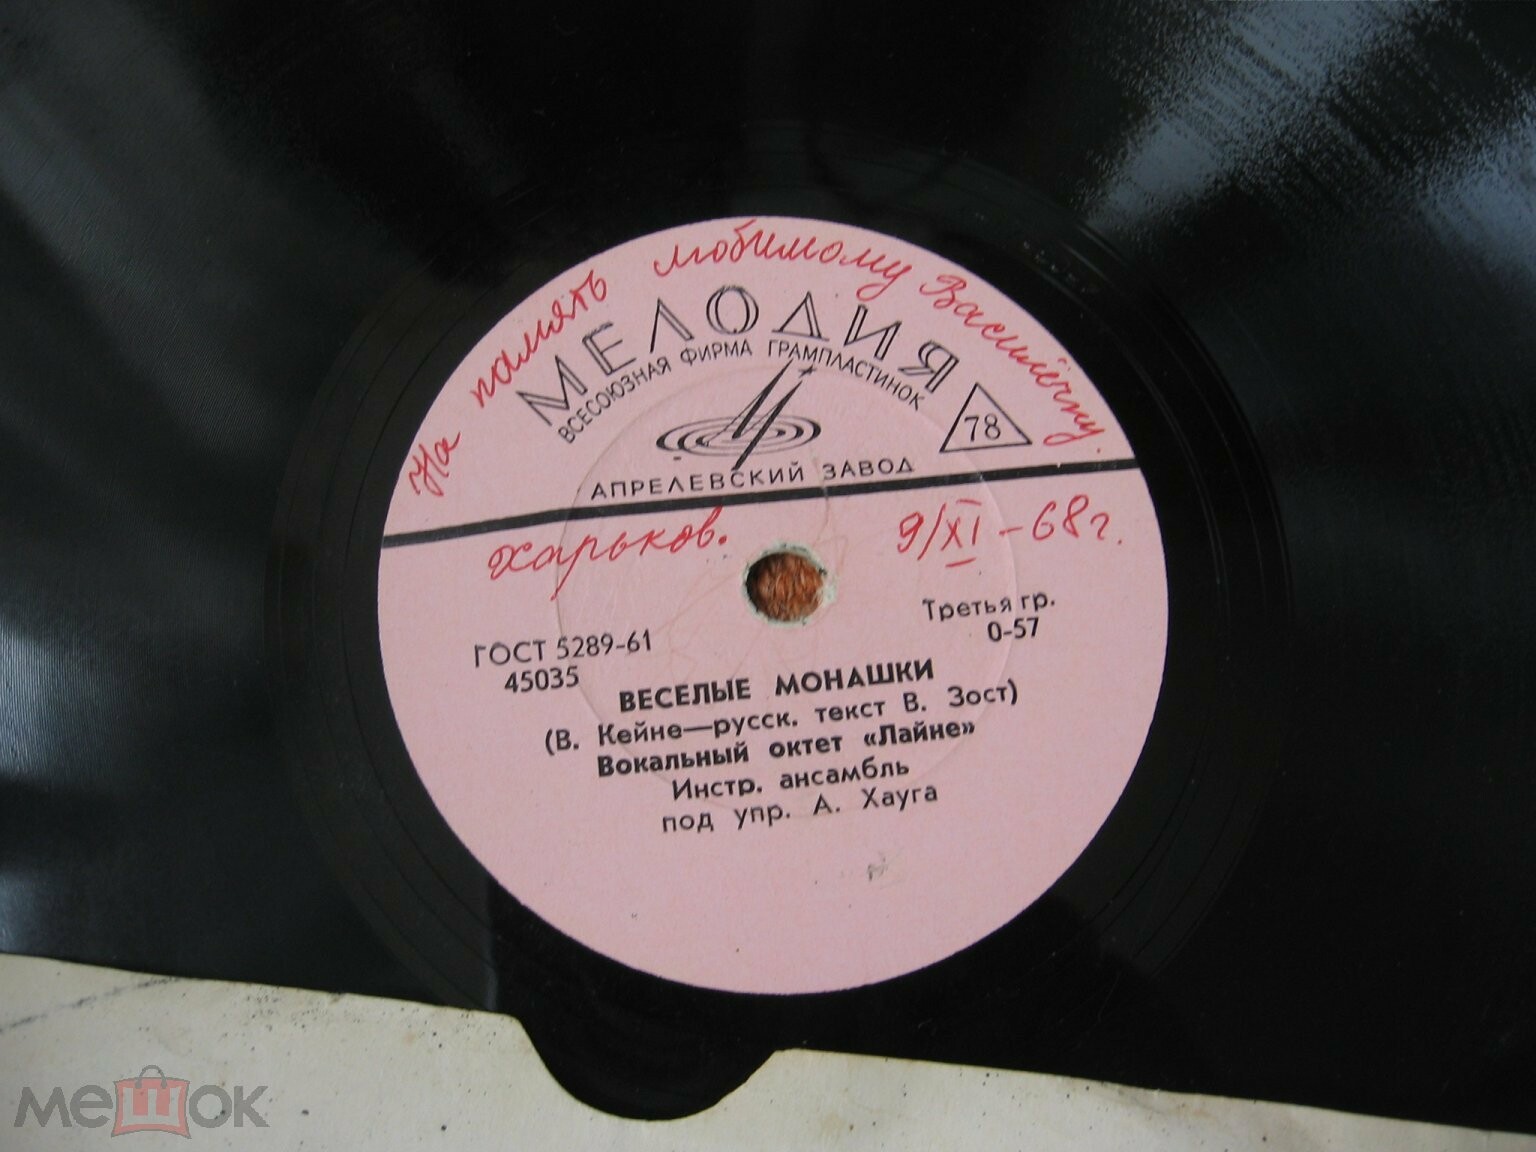 На память любимому Васильечку.
МЕЛОДИЯ
ВСЕСОЮЗНАЯ ФИРМА ГРАМПЛАСТИНОК
78
АПРЕЛЕВСКИЙ ЗАВОД
Харьков. 9/XI-68г.
ГОСТ 5289-61
45035
Третья гр.
0-57
ВЕСЕЛЫЕ МОНАШКИ
(В. Кейне—русск. текст В. Зост)
Вокальный октет «Лайне»
Инстр. ансамбль
под упр. А. Хауга
мешок